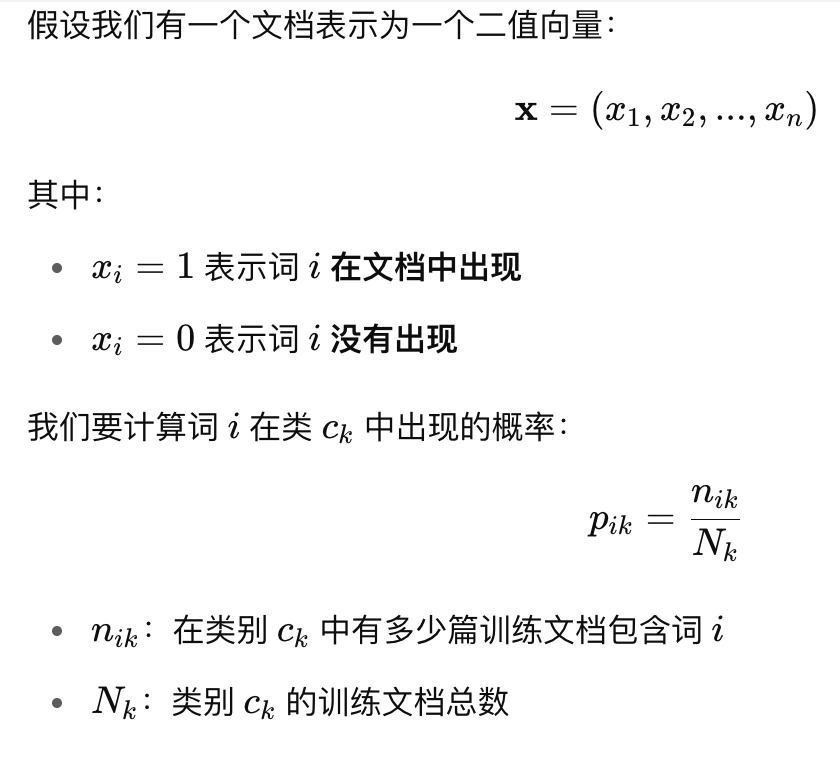 假设我们有一个文档表示为一个二值向量：
x = (x₁, x₂, ..., xₙ)
其中：
• xᵢ = 1 表示词 i 在文档中出现
• xᵢ = 0 表示词 i 没有出现
我们要计算词 i 在类 cₖ 中出现的概率：
pᵢₖ = nᵢₖ / Nₖ
• nᵢₖ：在类别 cₖ 中有多少篇训练文档包含词 i
• Nₖ：类别 cₖ 的训练文档总数